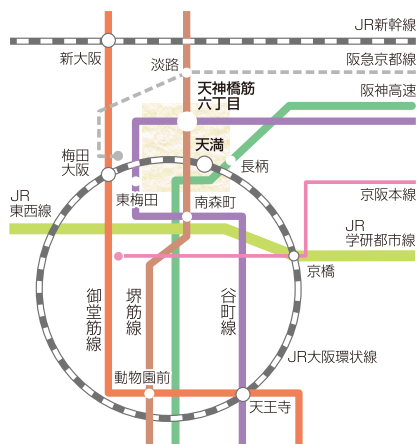 JR新幹線
新大阪
淡路
阪急京都線
天神橋筋
六丁目
阪神高速
天満
長柄
梅田
大阪
東梅田
南森町
京阪本線
JR
東西線
JR
学研都市線
京橋
御堂筋線
堺筋線
谷町線
JR大阪環状線
動物園前
天王寺